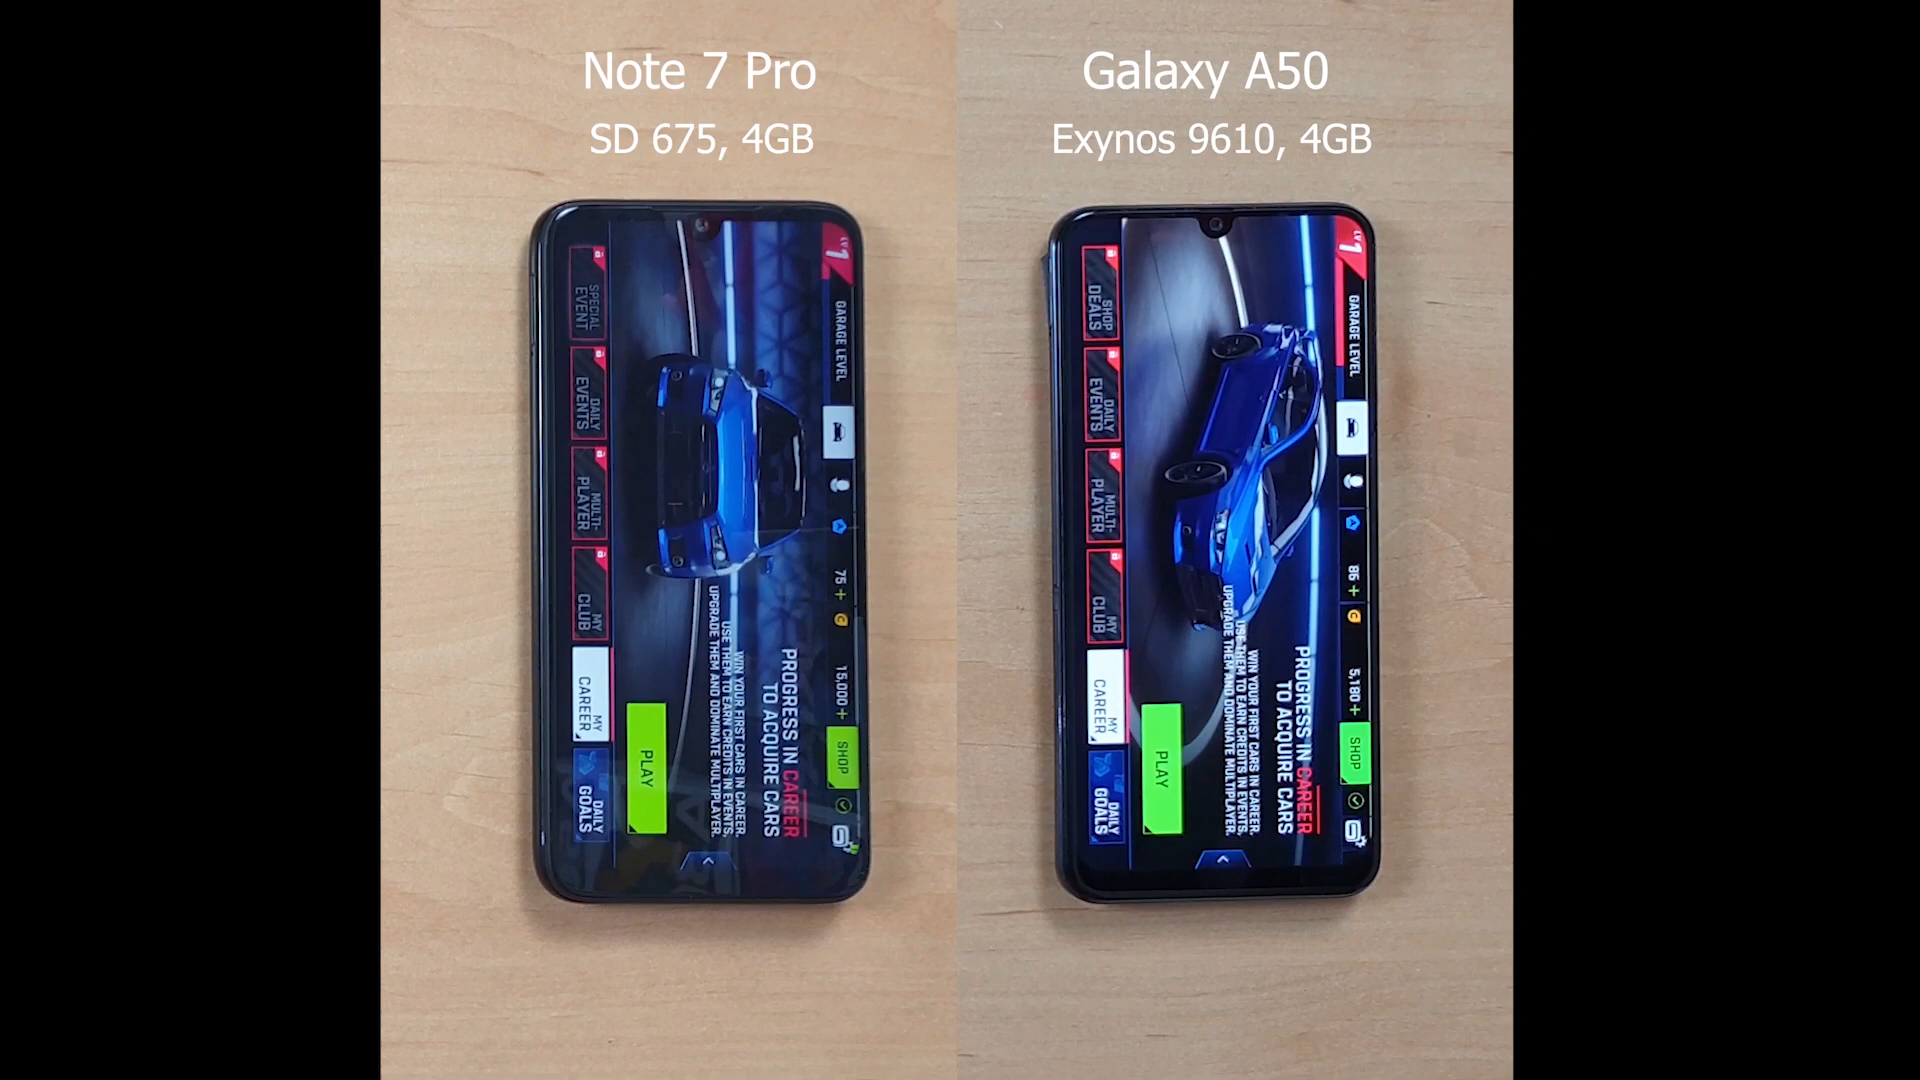 Note 7 Pro
SD 675, 4GB
LV
1
GARAGE LEVEL
75 +
15,000 +
SHOP
PROGRESS IN CAREER
TO ACQUIRE CARS
WIN YOUR FIRST CARS IN CAREER.
USE THEM TO EARN CREDITS IN EVENTS.
UPGRADE THEM AND DOMINATE MULTIPLAYER.
PLAY
SPECIAL
EVENT
DAILY
EVENTS
MULTI-
PLAYER
MY
CLUB
MY
CAREER
DAILY
GOALS
Galaxy A50
Exynos 9610, 4GB
LV
1
GARAGE LEVEL
86 +
5,180 +
SHOP
PROGRESS IN CAREER
TO ACQUIRE CARS
WIN YOUR FIRST CARS IN CAREER.
USE THEM TO EARN CREDITS IN EVENTS.
UPGRADE THEM AND DOMINATE MULTIPLAYER.
PLAY
SHOP
DEALS
DAILY
EVENTS
MULTI-
PLAYER
MY
CLUB
MY
CAREER
DAILY
GOALS